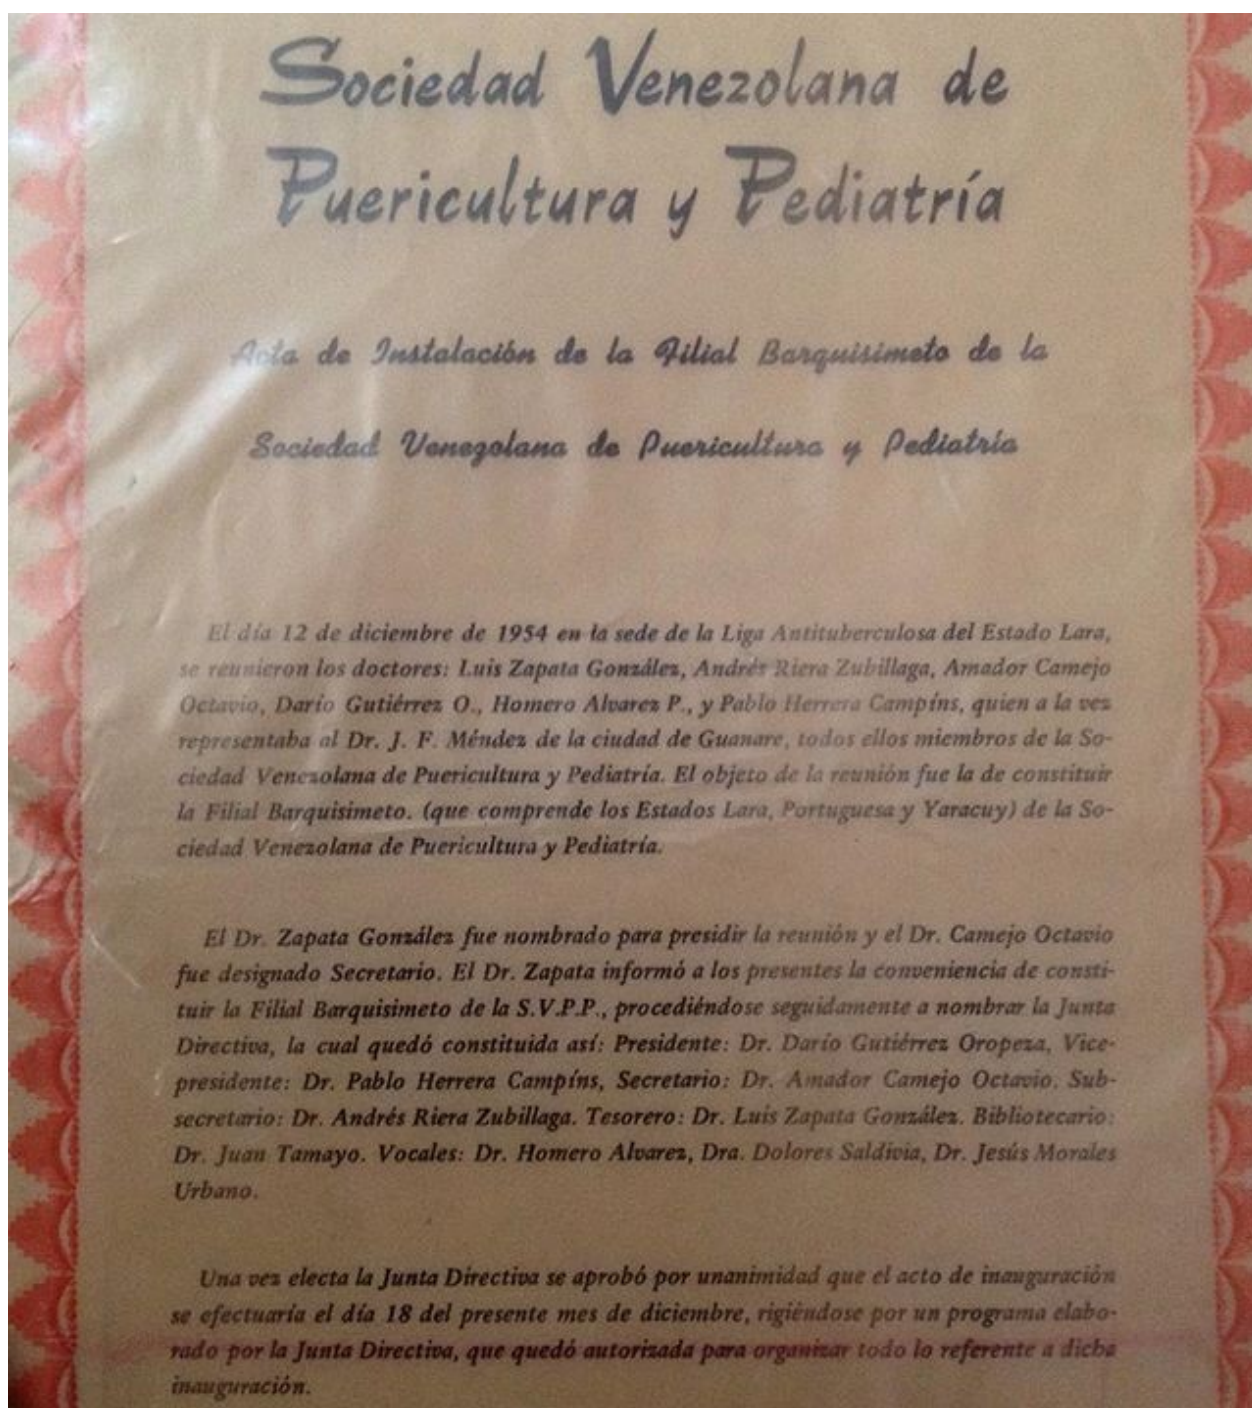 Sociedad Venezolana de
Puericultura y Pediatría
Acta de Instalación de la Filial Barquisimeto de la
Sociedad Venezolana de Puericultura y Pediatría
El día 12 de diciembre de 1954 en la sede de la Liga Antituberculosa del Estado Lara,
se reunieron los doctores: Luis Zapata González, Andrés Riera Zubillaga, Amador Camejo
Octavio, Darío Gutiérrez O., Homero Alvarez P., y Pablo Herrera Campíns, quien a la vez
representaba al Dr. J. F. Méndez de la ciudad de Guanare, todos ellos miembros de la So-
ciedad Venezolana de Puericultura y Pediatría. El objeto de la reunión fue la de constituir
la Filial Barquisimeto. (que comprende los Estados Lara, Portuguesa y Yaracuy) de la So-
ciedad Venezolana de Puericultura y Pediatría.
El Dr. Zapata González fue nombrado para presidir la reunión y el Dr. Camejo Octavio
fue designado Secretario. El Dr. Zapata informó a los presentes la conveniencia de consti-
tuir la Filial Barquisimeto de la S.V.P.P., procediéndose seguidamente a nombrar la Junta
Directiva, la cual quedó constituida así: Presidente: Dr. Darío Gutiérrez Oropeza, Vice-
presidente: Dr. Pablo Herrera Campíns, Secretario: Dr. Amador Camejo Octavio. Sub-
secretario: Dr. Andrés Riera Zubillaga. Tesorero: Dr. Luis Zapata González. Bibliotecario:
Dr. Juan Tamayo. Vocales: Dr. Homero Alvarez, Dra. Dolores Saldivia, Dr. Jesús Morales
Urbano.
Una vez electa la Junta Directiva se aprobó por unanimidad que el acto de inauguración
se efectuaría el día 18 del presente mes de diciembre, rigiéndose por un programa elabo-
rado por la Junta Directiva, que quedó autorizada para organizar todo lo referente a dicha
inauguración.